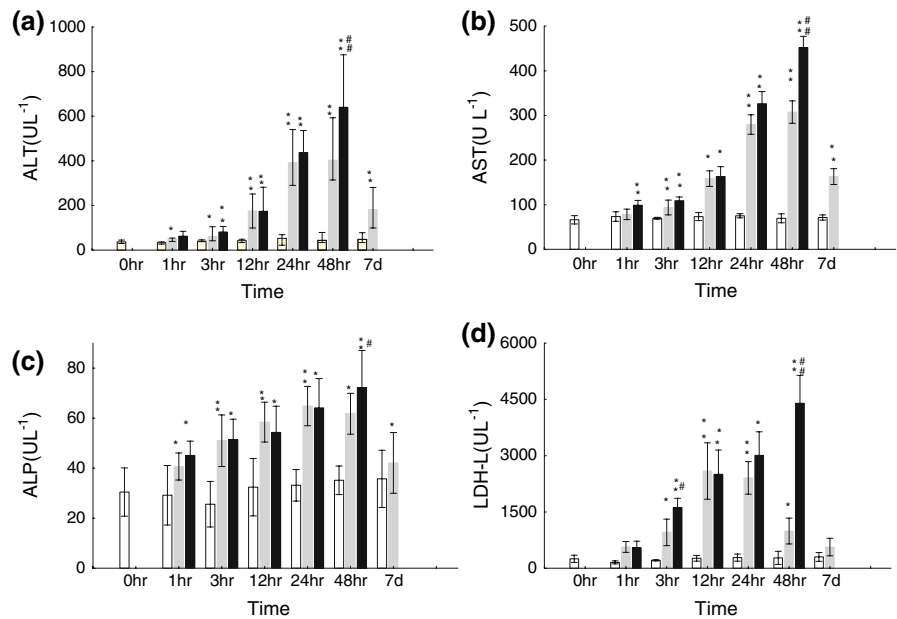 (a)
1000
800
600
400
200
0
ALT(UL-1)
* * * * * * * * * * * * * * * * * * * # #
0hr 1hr 3hr 12hr 24hr 48hr 7d
Time
(b)
500
400
300
200
100
0
AST(U L-1)
* * * * * * * * * * * * * * * * * * # #
0hr 1hr 3hr 12hr 24hr 48hr 7d
Time
(c)
80
60
40
20
0
ALP(UL-1)
* * * * * * * * * * * * * * * #
0hr 1hr 3hr 12hr 24hr 48hr 7d
Time
(d)
6000
4500
3000
1500
0
LDH-L(UL-1)
* * * # * * * * * * * * * * * # #
0hr 1hr 3hr 12hr 24hr 48hr 7d
Time